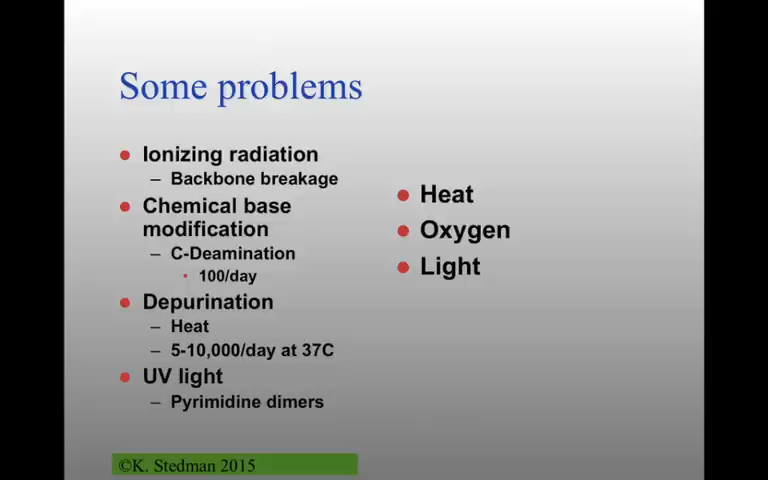 Some problems
Ionizing radiation
– Backbone breakage
Chemical base
modification
– C-Deamination
100/day
Depurination
– Heat
– 5-10,000/day at 37C
UV light
– Pyrimidine dimers
Heat
Oxygen
Light
©K. Stedman 2015